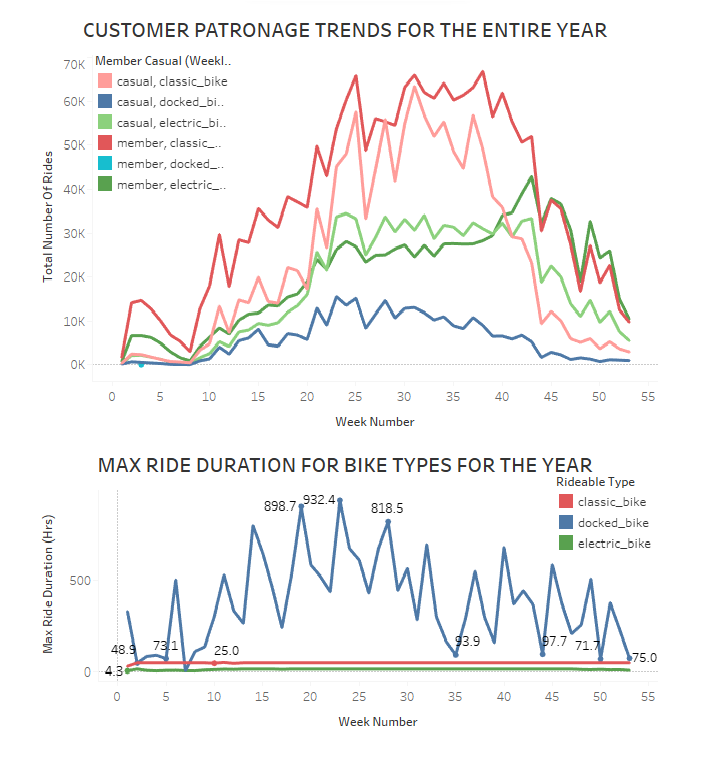 CUSTOMER PATRONAGE TRENDS FOR THE ENTIRE YEAR
Member Casual (Weekl..
casual, classic_bike
casual, docked_bi..
casual, electric_bi..
member, classic_..
member, docked_..
member, electric_..
Total Number Of Rides
70K
60K
50K
40K
30K
20K
10K
0K
0 5 10 15 20 25 30 35 40 45 50 55
Week Number
MAX RIDE DURATION FOR BIKE TYPES FOR THE YEAR
Rideable Type
classic_bike
docked_bike
electric_bike
Max Ride Duration (Hrs)
500
0
898.7 932.4 818.5
48.9 73.1 25.0 93.9 97.7 71.7 75.0
4.3
0 5 10 15 20 25 30 35 40 45 50 55
Week Number